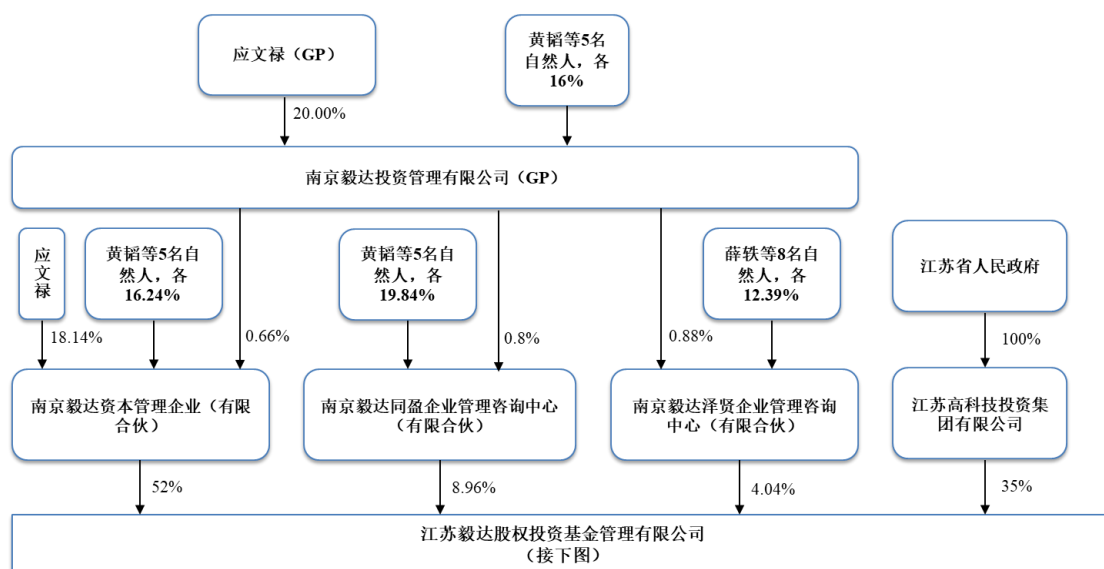 应文禄（GP）
黄韬等5名
自然人，各
16%
20.00%
南京毅达投资管理有限公司（GP）
应
文
禄
黄韬等5名自
然人，各
16.24%
黄韬等5名自
然人，各
19.84%
薛轶等8名自
然人，各
12.39%
江苏省人民政府
18.14%
0.66%
0.8%
0.88%
100%
南京毅达资本管理企业（有限
合伙）
南京毅达同盈企业管理咨询中心
（有限合伙）
南京毅达泽贤企业管理咨询
中心（有限合伙）
江苏高科技投资集
团有限公司
52%
8.96%
4.04%
35%
江苏毅达股权投资基金管理有限公司
（接下图）